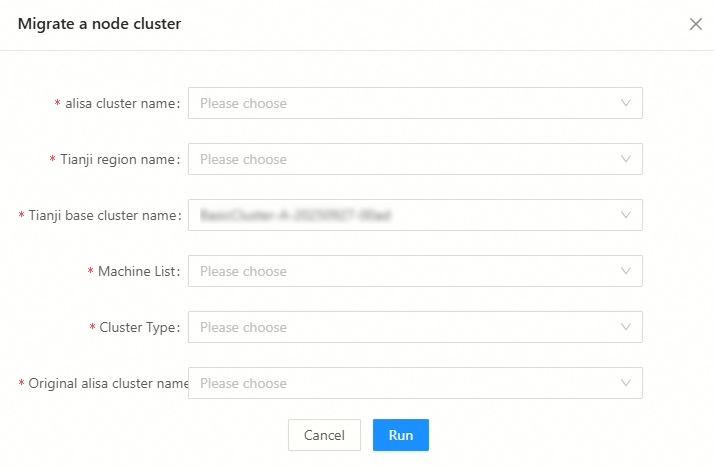 Migrate a node cluster
* alisa cluster name: Please choose
* Tianji region name: Please choose
* Tianji base cluster name:
* Machine List: Please choose
* Cluster Type: Please choose
* Original alisa cluster name Please choose
Cancel Run